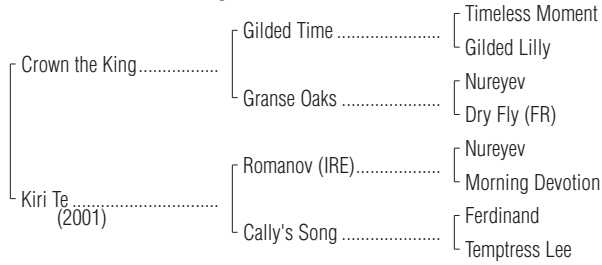 Timeless Moment
Gilded Time ..................
Gilded Lilly
Crown the King................
Nureyev
Granse Oaks ..................
Dry Fly (FR)
Nureyev
Romanov (IRE).................
Morning Devotion
Kiri Te ...............................
(2001)
Ferdinand
Cally's Song ...................
Temptress Lee